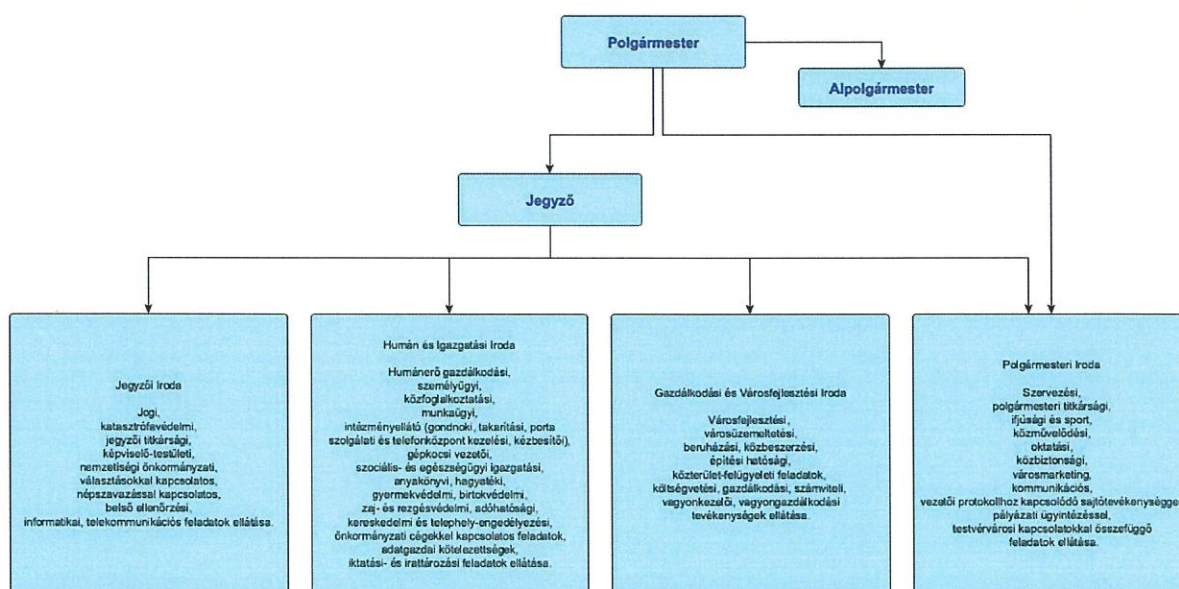 Polgármester
Alpolgármester
Jegyző
Jegyzői Iroda
Jogi,
katasztrófavédelmi,
jegyzői titkársági,
képviselő-testületi,
nemzetiségi önkormányzati,
választásokkal kapcsolatos,
népszavazással kapcsolatos,
belső ellenőrzési,
informatikai, telekommunikációs feladatok ellátása.
Humán és Igazgatási Iroda
Humánerő gazdálkodási,
személyügyi,
közfoglalkoztatási,
munkaügyi,
intézményellátó (gondnoki, takarítási, porta
szolgálati és telefonközpont kezelési, kézbesítői),
gépkocsi vezetői,
szociális- és egészségügyi igazgatási,
anyakönyvi, hagyatéki,
gyermekvédelmi, birtokvédelmi,
zaj- és rezgésvédelmi, adóhatósági,
kereskedelmi és telephely-engedélyezési,
önkormányzati cégekkel kapcsolatos feladatok,
adatgazdai kötelezettségek,
iktatási- és irattározási feladatok ellátása.
Gazdálkodási és Városfejlesztési Iroda
Városfejlesztési,
városüzemeltetési,
beruházási, közbeszerzési,
építési hatósági,
közterület-felügyeleti feladatok,
költségvetési, gazdálkodási, számviteli,
vagyonkezelői, vagyongazdálkodási
tevékenységek ellátása.
Polgármesteri Iroda
Szervezési,
polgármesteri titkársági,
ifjúsági és sport,
közművelődési,
oktatási,
közbiztonsági,
városmarketing,
kommunikációs,
vezetői protokollhoz kapcsolódó sajtótevékenységge
pályázati ügyintézéssel,
testvérvárosi kapcsolatokkal összefüggő
feladatok ellátása.